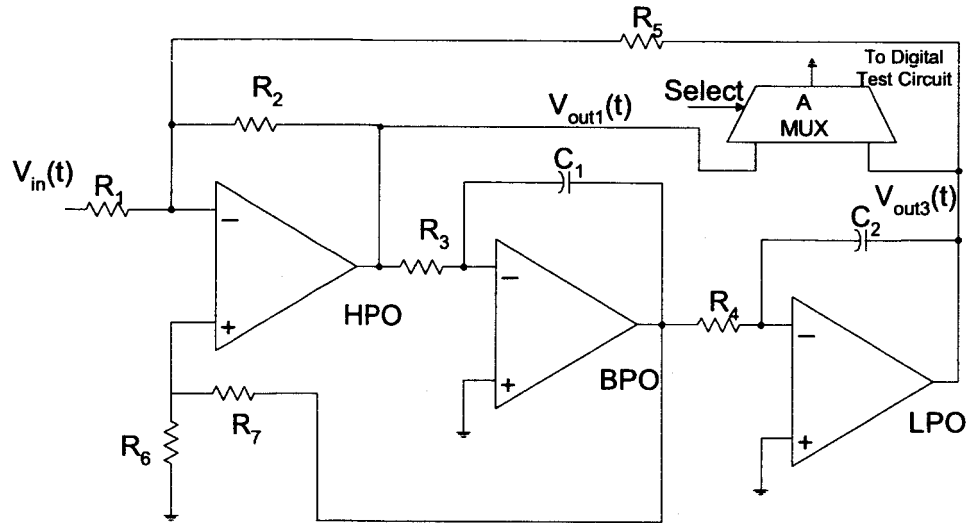 R5
To Digital
Test Circuit
R2
Select
A
MUX
Vout1(t)
Vin(t)
R1
C1
Vout3(t)
C2
R3
R4
−
+
HPO
−
+
BPO
−
+
LPO
R7
R6